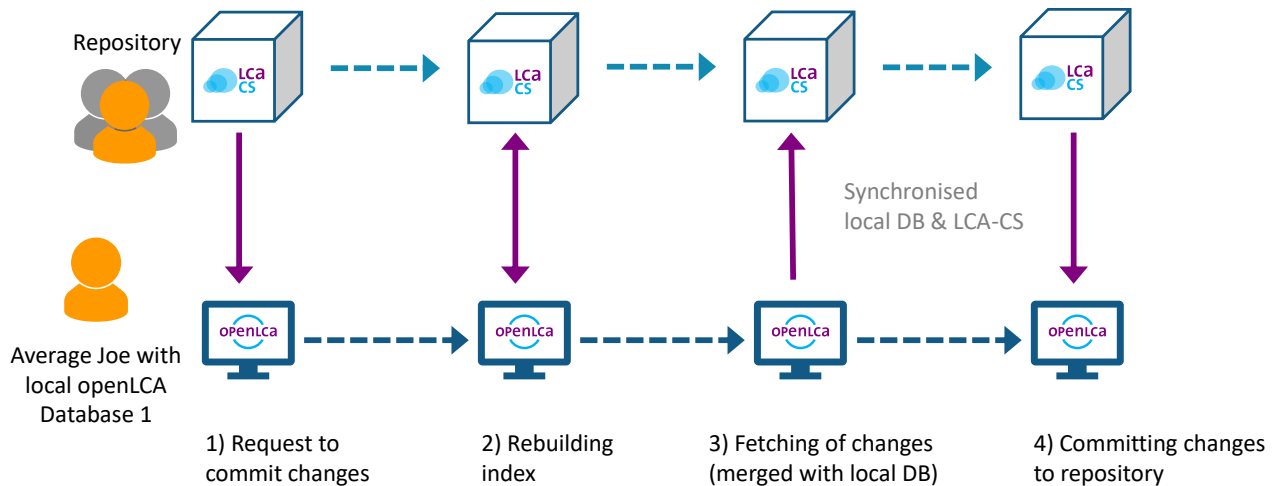 Repository
LCa
CS
LCa
CS
LCa
CS
LCa
CS
Synchronised
local DB & LCA-CS
openLca
openLca
openLca
openLca
Average Joe with
local openLCA
Database 1
1) Request to
commit changes
2) Rebuilding
index
3) Fetching of changes
(merged with local DB)
4) Committing changes
to repository